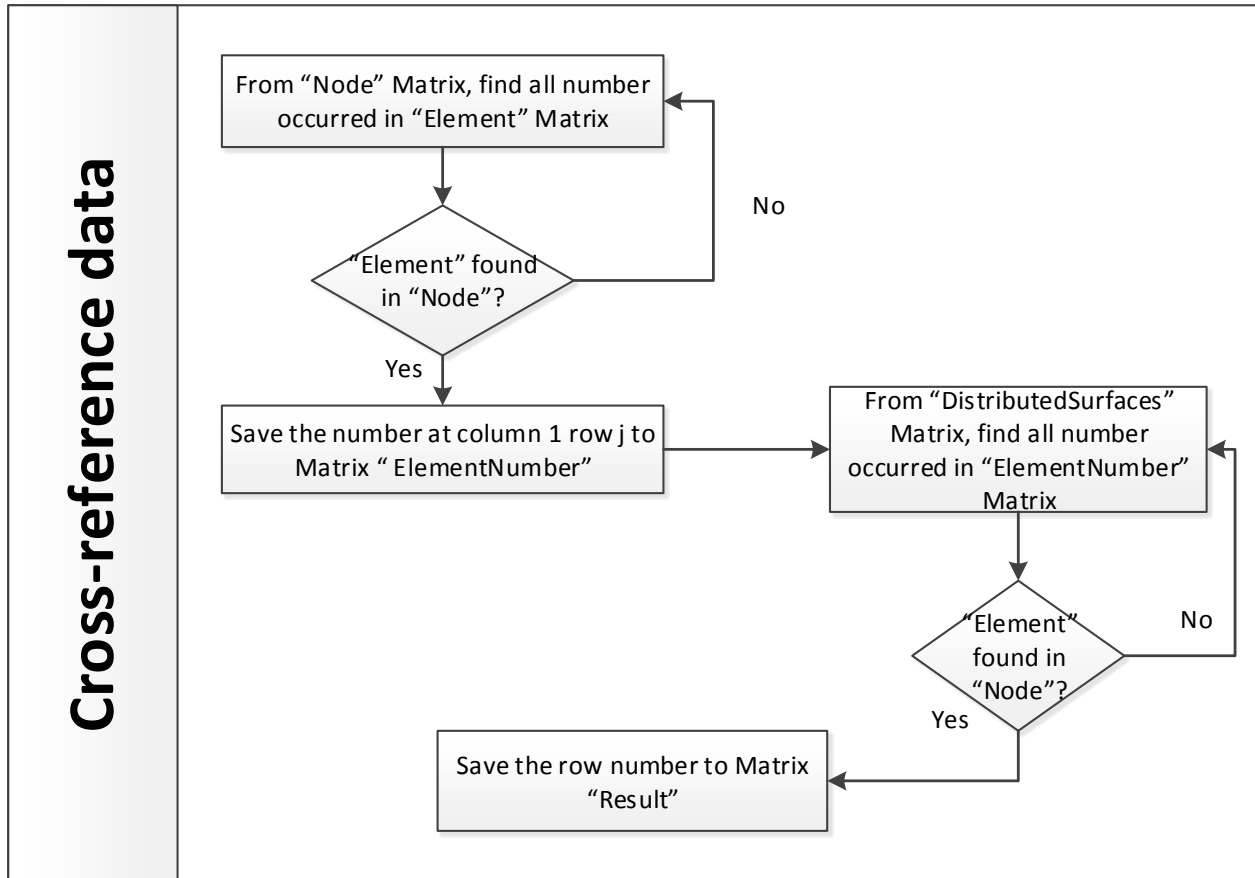 Cross-reference data
From “Node” Matrix, find all number
occurred in “Element” Matrix
No
“Element” found
in “Node”?
Yes
Save the number at column 1 row j to
Matrix “ ElementNumber”
From “DistributedSurfaces”
Matrix, find all number
occurred in “ElementNumber”
Matrix
No
“Element”
found in
“Node”?
Yes
Save the row number to Matrix
“Result”